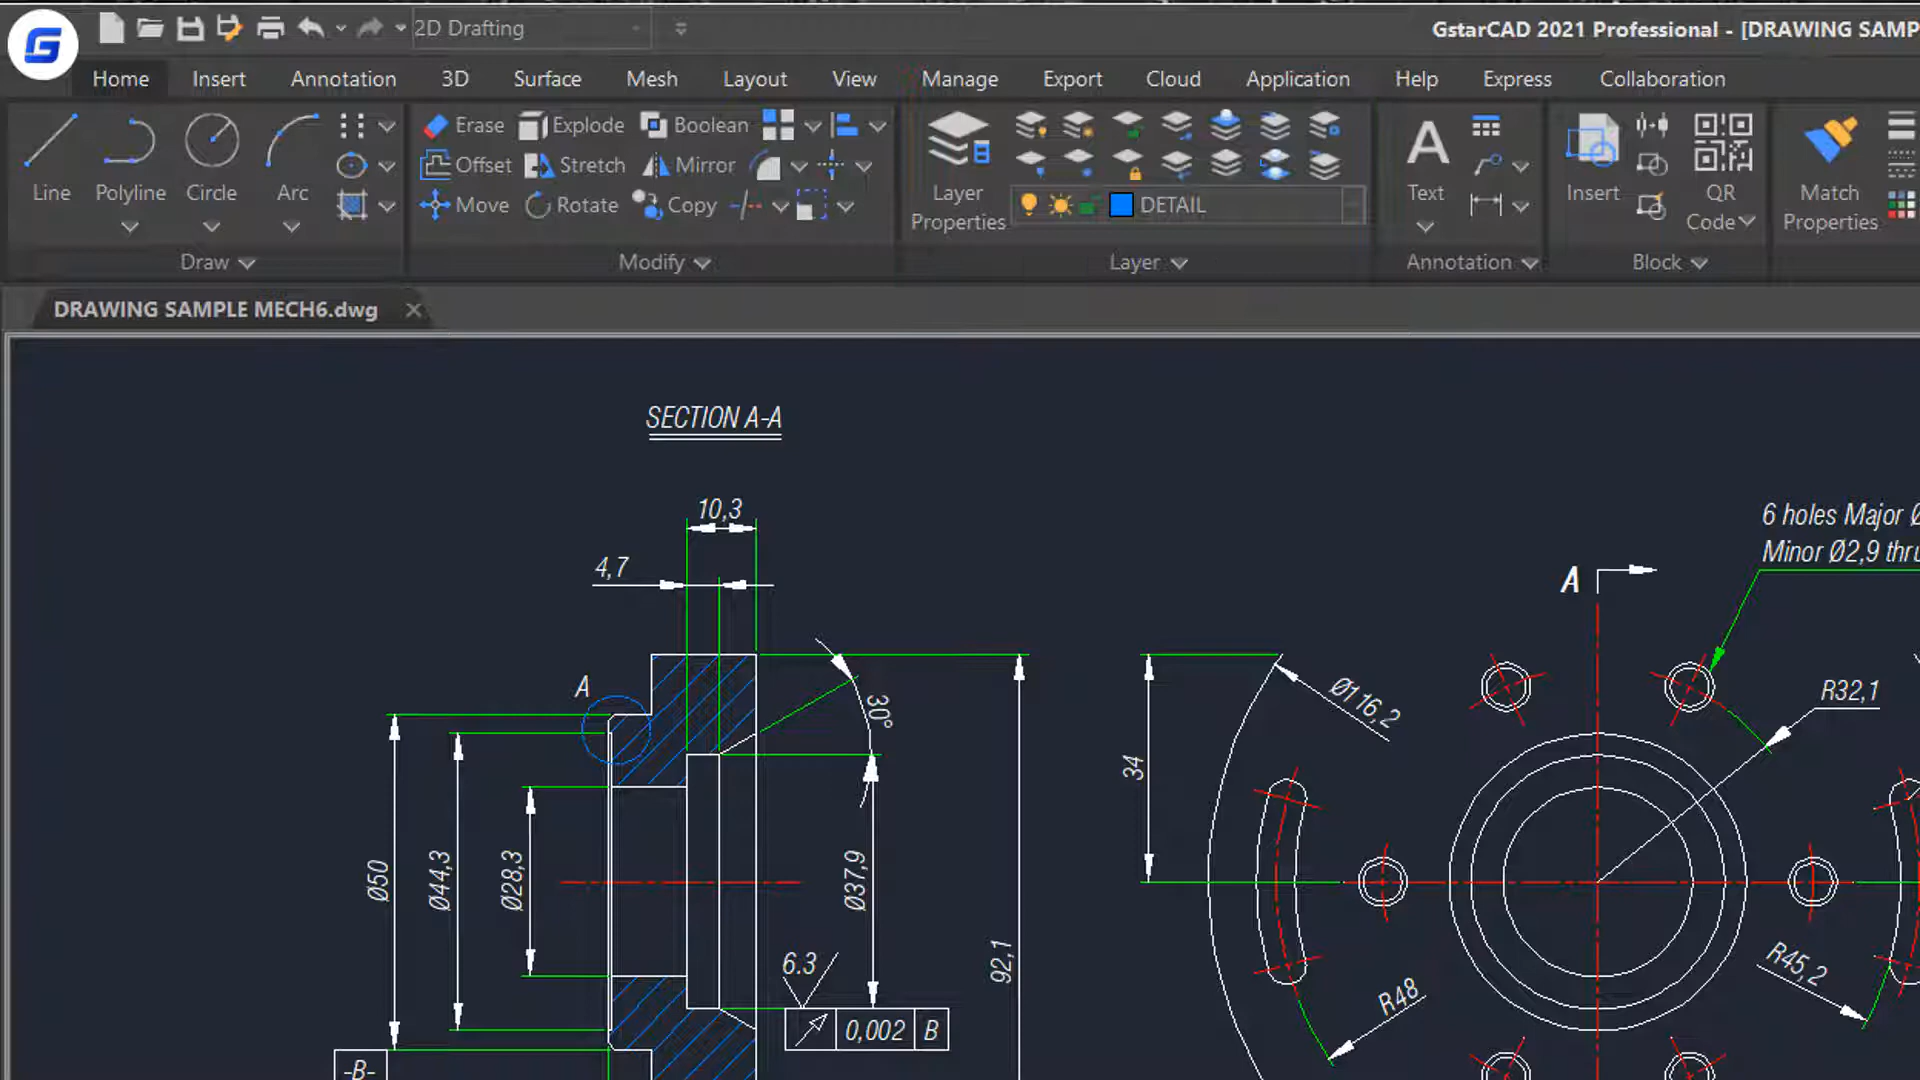 2D Drafting
GstarCAD 2021 Professional - [DRAWING SAMP
Home Insert Annotation 3D Surface Mesh Layout View Manage Export Cloud Application Help Express Collaboration
Line Polyline Circle Arc
Erase Explode Boolean
Offset Stretch Mirror
Move Rotate Copy
Layer Properties
DETAIL
Text
Insert
QR Code
Match Properties
Draw Modify Layer Annotation Block
DRAWING SAMPLE MECH6.dwg
SECTION A-A
10,3
4,7
A
30°
Ø50
Ø44,3
Ø28,3
Ø37,9
92,1
6.3
0,002 B
-B-
6 holes Major Ø
Minor Ø2,9 thru
A
Ø116,2
R32,1
34
R48
R45,2